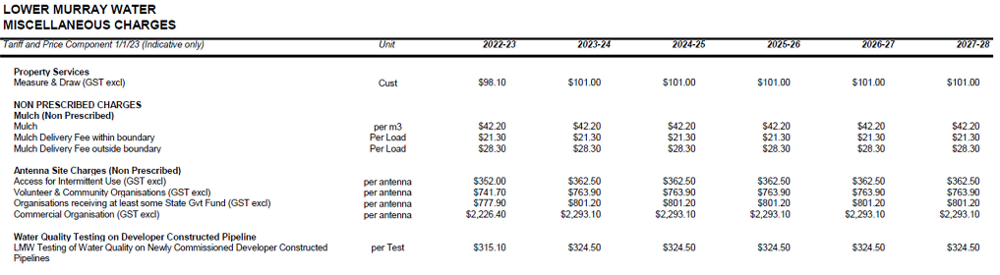 LOWER MURRAY WATER
MISCELLANEOUS CHARGES
Tariff and Price Component 1/1/23 (Indicative only) Unit 2022-23 2023-24 2024-25 2025-26 2026-27 2027-28
Property Services
Measure & Draw (GST excl) Cust $98.10 $101.00 $101.00 $101.00 $101.00 $101.00
NON PRESCRIBED CHARGES
Mulch (Non Prescribed)
Mulch per m3 $42.20 $42.20 $42.20 $42.20 $42.20 $42.20
Mulch Delivery Fee within boundary Per Load $21.30 $21.30 $21.30 $21.30 $21.30 $21.30
Mulch Delivery Fee outside boundary Per Load $28.30 $28.30 $28.30 $28.30 $28.30 $28.30
Antenna Site Charges (Non Prescribed)
Access for Intermittent Use (GST excl) per antenna $352.00 $362.50 $362.50 $362.50 $362.50 $362.50
Volunteer & Community Organisations (GST excl) per antenna $741.70 $763.90 $763.90 $763.90 $763.90 $763.90
Organisations receiving at least some State Gvt Fund (GST excl) per antenna $777.90 $801.20 $801.20 $801.20 $801.20 $801.20
Commercial Organisation (GST excl) per antenna $2,226.40 $2,293.10 $2,293.10 $2,293.10 $2,293.10 $2,293.10
Water Quality Testing on Developer Constructed Pipeline
LMW Testing of Water Quality on Newly Commissioned Developer Constructed per Test $315.10 $324.50 $324.50 $324.50 $324.50 $324.50
Pipelines